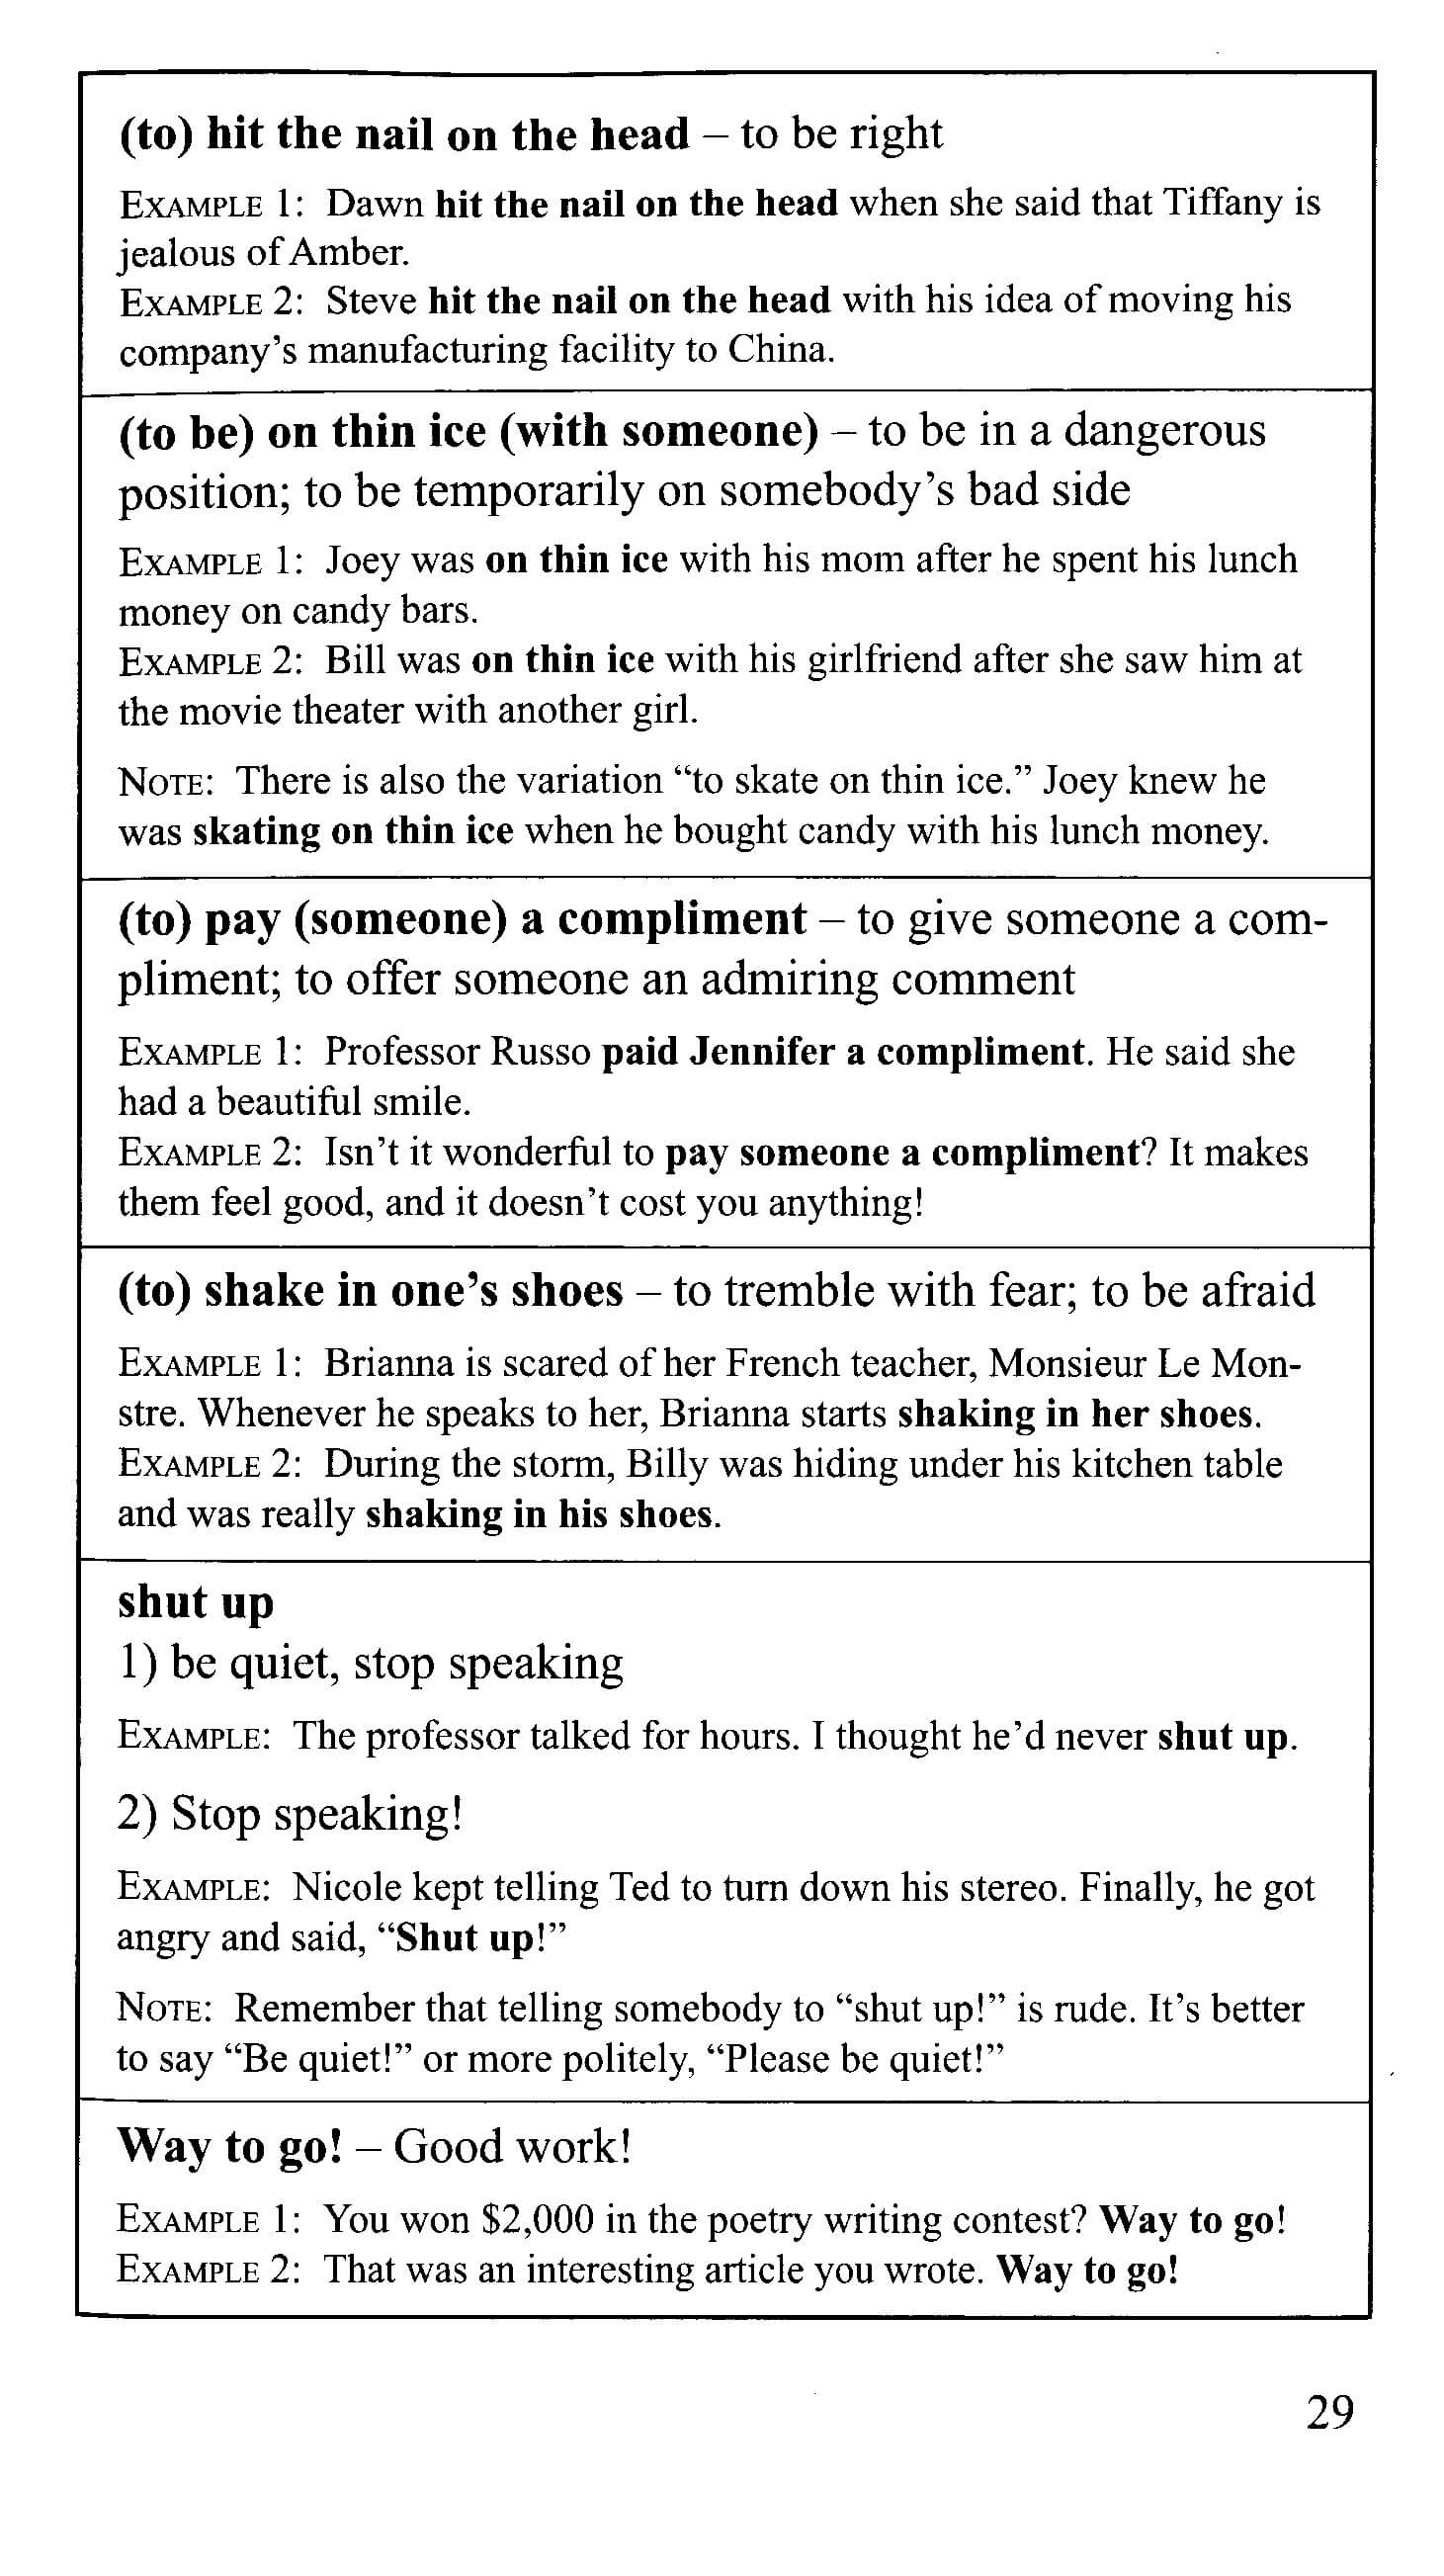 (to) hit the nail on the head – to be right
EXAMPLE 1: Dawn hit the nail on the head when she said that Tiffany is
jealous of Amber.
EXAMPLE 2: Steve hit the nail on the head with his idea of moving his
company's manufacturing facility to China.
(to be) on thin ice (with someone) – to be in a dangerous
position; to be temporarily on somebody's bad side
EXAMPLE 1: Joey was on thin ice with his mom after he spent his lunch
money on candy bars.
EXAMPLE 2: Bill was on thin ice with his girlfriend after she saw him at
the movie theater with another girl.
NOTE: There is also the variation “to skate on thin ice.” Joey knew he
was skating on thin ice when he bought candy with his lunch money.
(to) pay (someone) a compliment – to give someone a com-
pliment; to offer someone an admiring comment
EXAMPLE 1: Professor Russo paid Jennifer a compliment. He said she
had a beautiful smile.
EXAMPLE 2: Isn't it wonderful to pay someone a compliment? It makes
them feel good, and it doesn't cost you anything!
(to) shake in one's shoes – to tremble with fear; to be afraid
EXAMPLE 1: Brianna is scared of her French teacher, Monsieur Le Mon-
stre. Whenever he speaks to her, Brianna starts shaking in her shoes.
EXAMPLE 2: During the storm, Billy was hiding under his kitchen table
and was really shaking in his shoes.
shut up
1) be quiet, stop speaking
EXAMPLE: The professor talked for hours. I thought he'd never shut up.
2) Stop speaking!
EXAMPLE: Nicole kept telling Ted to turn down his stereo. Finally, he got
angry and said, “Shut up!”
NOTE: Remember that telling somebody to “shut up!” is rude. It's better
to say “Be quiet!” or more politely, “Please be quiet!”
Way to go! – Good work!
EXAMPLE 1: You won $2,000 in the poetry writing contest? Way to go!
EXAMPLE 2: That was an interesting article you wrote. Way to go!
29